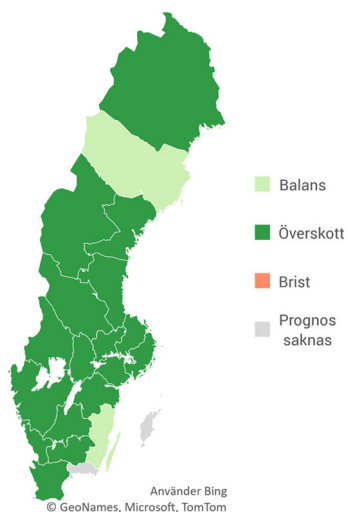 Balans
Överskott
Brist
Prognos
saknas
Använder Bing
© GeoNames, Microsoft, TomTom